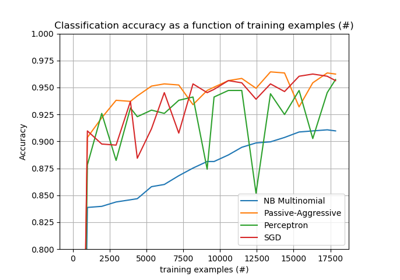 Classification accuracy as a function of training examples (#)
1.000
0.975
0.950
0.925
0.900
0.875
0.850
0.825
0.800
Accuracy
NB Multinomial
Passive-Aggressive
Perceptron
SGD
0 2500 5000 7500 10000 12500 15000 17500
training examples (#)